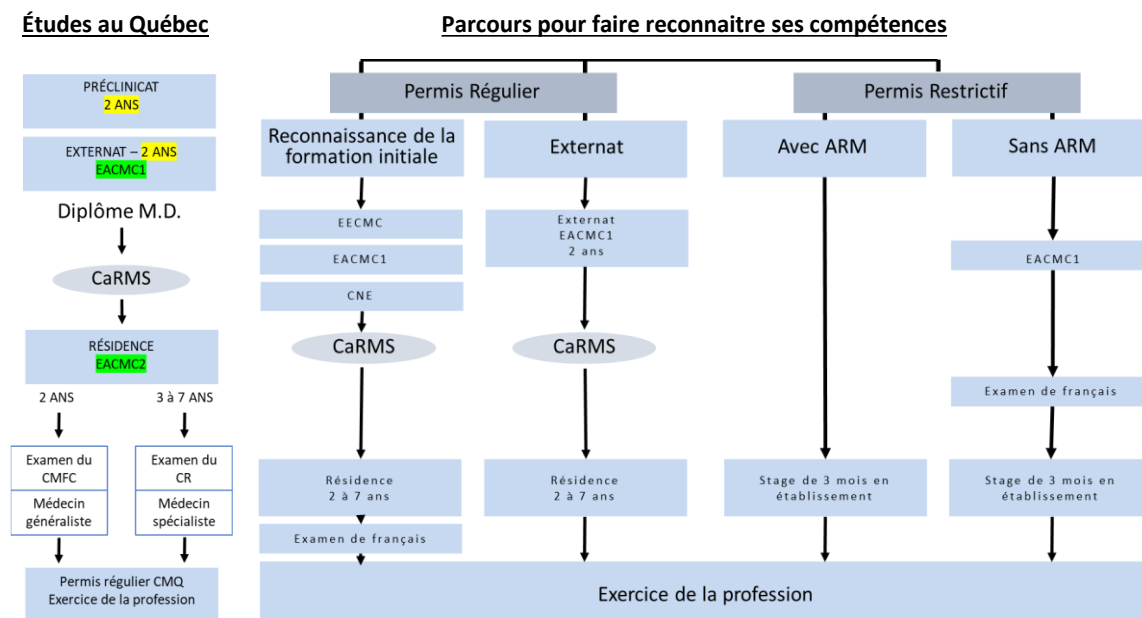 Études au Québec
PRÉCLINICAT
2 ANS
EXTERNAT – 2 ANS
EACMC1
Diplôme M.D.
CaRMS
RÉSIDENCE
EACMC2
2 ANS
3 à 7 ANS
Examen du
CMFC
Médecin
généraliste
Examen du
CR
Médecin
spécialiste
Permis régulier CMQ
Exercice de la profession
Parcours pour faire reconnaitre ses compétences
Permis Régulier
Permis Restrictif
Reconnaissance de la
formation initiale
EECMC
EACMC1
CNE
CaRMS
Résidence
2 à 7 ans
Examen de français
Externat
Externat
EACMC1
2 ans
CaRMS
Résidence
2 à 7 ans
Avec ARM
Stage de 3 mois en
établissement
Sans ARM
EACMC1
Examen de français
Stage de 3 mois en
établissement
Exercice de la profession